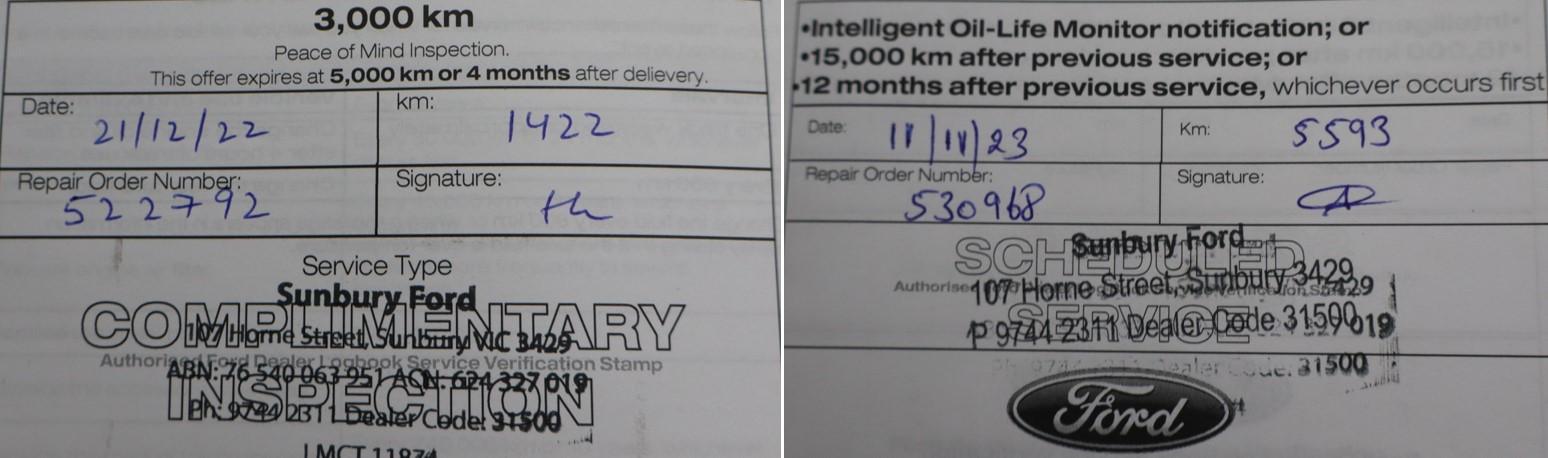 3,000 km
Peace of Mind Inspection.
This offer expires at 5,000 km or 4 months after delievery.
Date:
21/12/22
km:
1422
Repair Order Number:
522792
Signature:
Service Type
COMPLIMENTARY
INSPECTION
Authorised Ford Dealer Logbook Service Verification Stamp
Sunbury Ford
107 Horne Street, Sunbury VIC 3429
ABN: 76 540 063 951 ACN: 624 327 019
Ph: 9744 2311 Dealer Code: 31500
LMCT 11874
•Intelligent Oil-Life Monitor notification; or
•15,000 km after previous service; or
•12 months after previous service, whichever occurs first
Date:
11/11/23
Km:
5593
Repair Order Number:
530968
Signature:
SCHEDULED
SERVICE
Sunbury Ford
107 Horne Street, Sunbury 3429
P 9744 2311 Dealer Code 31500
Ford